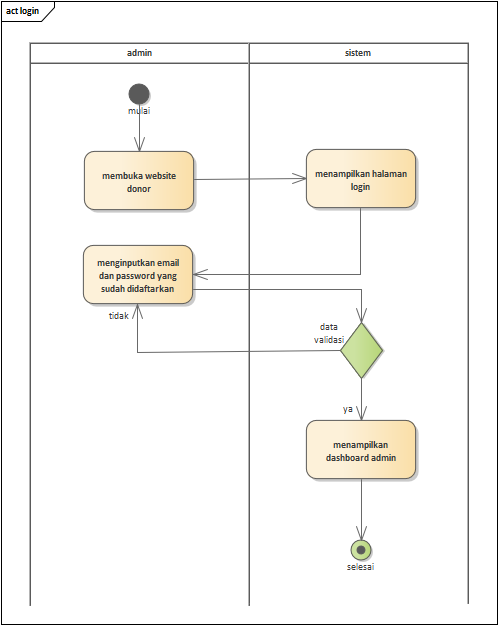 act login
admin
sistem
mulai
membuka website
donor
menampilkan halaman
login
menginputkan email
dan password yang
sudah didaftarkan
tidak
data
validasi
ya
menampilkan
dashboard admin
selesai